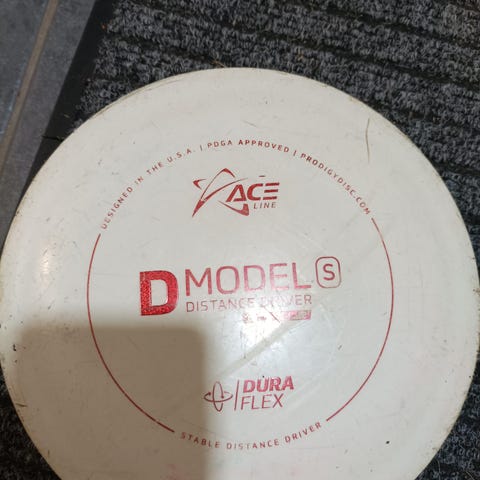 DESIGNED IN THE U.S.A. | PDGA APPROVED | PRODIGYDISC.COM
ACE
LINE
D MODEL S
DISTANCE DRIVER
DURA
FLEX
STABLE DISTANCE DRIVER